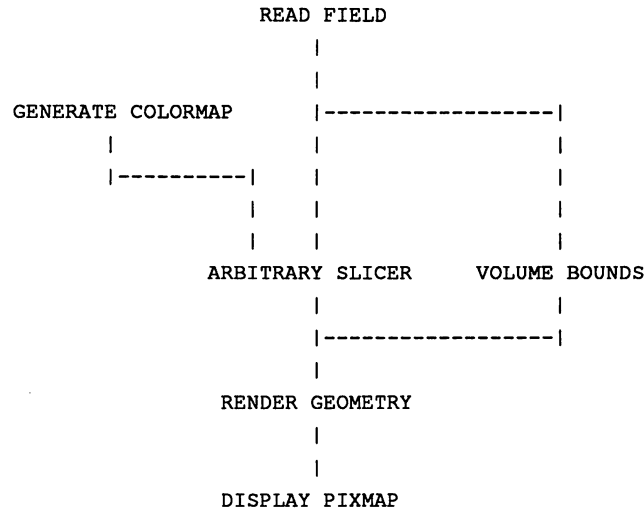 READ FIELD
GENERATE COLORMAP
ARBITRARY SLICER VOLUME BOUNDS
RENDER GEOMETRY
DISPLAY PIXMAP